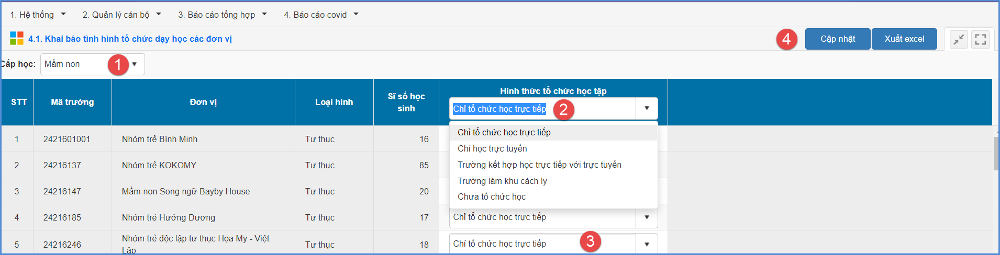 1. Hệ thống 2. Quản lý cán bộ 3. Báo cáo tổng hợp 4. Báo cáo covid
4.1. Khai báo tình hình tổ chức dạy học các đơn vị 4 Cập nhật Xuất excel
Cấp học: Mầm non 1
STT Mã trường Đơn vị Loại hình Sĩ số học sinh Hình thức tổ chức học tập
Chỉ tổ chức học trực tiếp 2
Chỉ tổ chức học trực tiếp
Chỉ học trực tuyến
Trường kết hợp học trực tiếp với trực tuyến
Trường làm khu cách ly
Chưa tổ chức học
1 2421601001 Nhóm trẻ Bình Minh Tư thục 16
2 24216137 Nhóm trẻ KOKOMY Tư thục 85
3 24216147 Mầm non Song ngữ Bayby House Tư thục 20
4 24216185 Nhóm trẻ Hướng Dương Tư thục 17 Chỉ tổ chức học trực tiếp
5 24216246 Nhóm trẻ độc lập tư thục Họa My - Việt Lập Tư thục 18 Chỉ tổ chức học trực tiếp 3